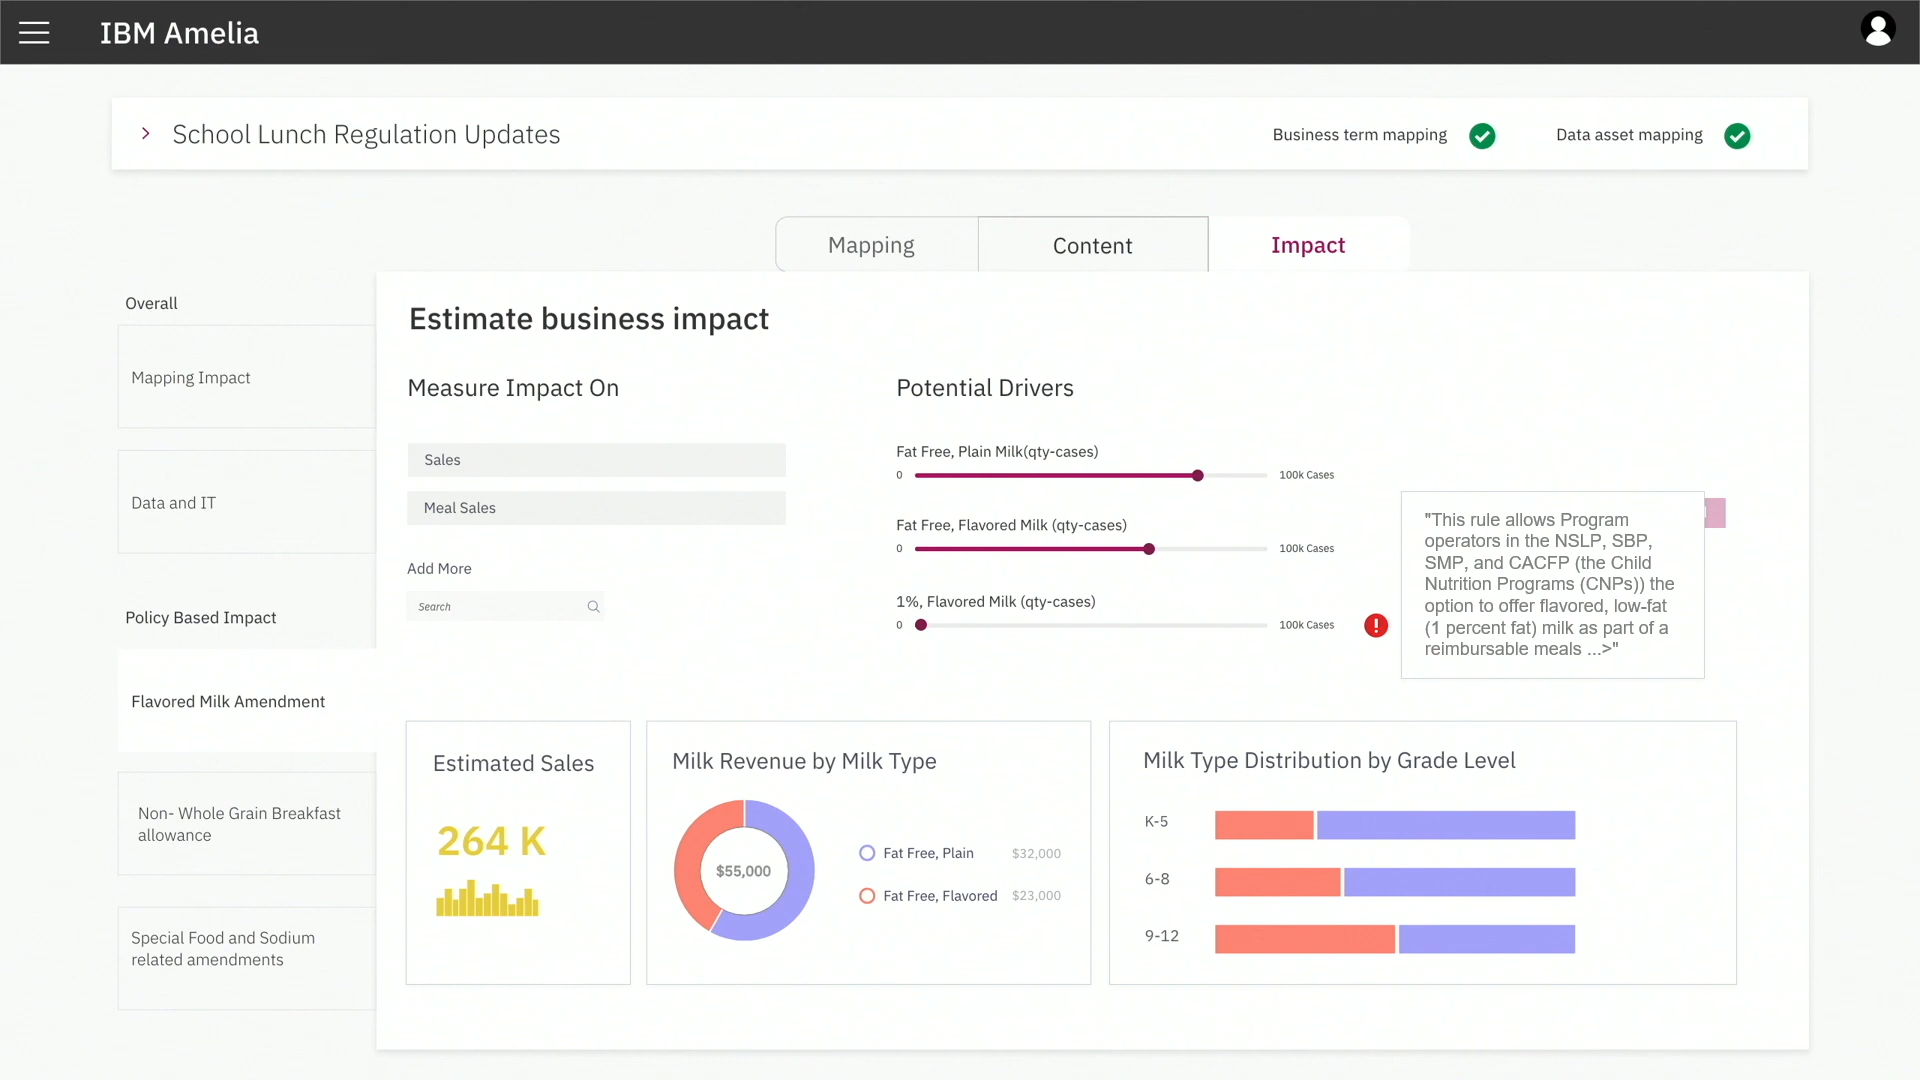 IBM Amelia
School Lunch Regulation Updates
Business term mapping
Data asset mapping
Mapping
Content
Impact
Overall
Mapping Impact
Data and IT
Policy Based Impact
Flavored Milk Amendment
Non- Whole Grain Breakfast
allowance
Special Food and Sodium
related amendments
Estimate business impact
Measure Impact On
Sales
Meal Sales
Add More
Search
Potential Drivers
Fat Free, Plain Milk(qty-cases)
0 100k Cases
Fat Free, Flavored Milk (qty-cases)
0 100k Cases
1%, Flavored Milk (qty-cases)
0 100k Cases
!
"This rule allows Program
operators in the NSLP, SBP,
SMP, and CACFP (the Child
Nutrition Programs (CNPs)) the
option to offer flavored, low-fat
(1 percent fat) milk as part of a
reimbursable meals ...>"
Estimated Sales
264 K
Milk Revenue by Milk Type
$55,000
Fat Free, Plain $32,000
Fat Free, Flavored $23,000
Milk Type Distribution by Grade Level
K-5
6-8
9-12